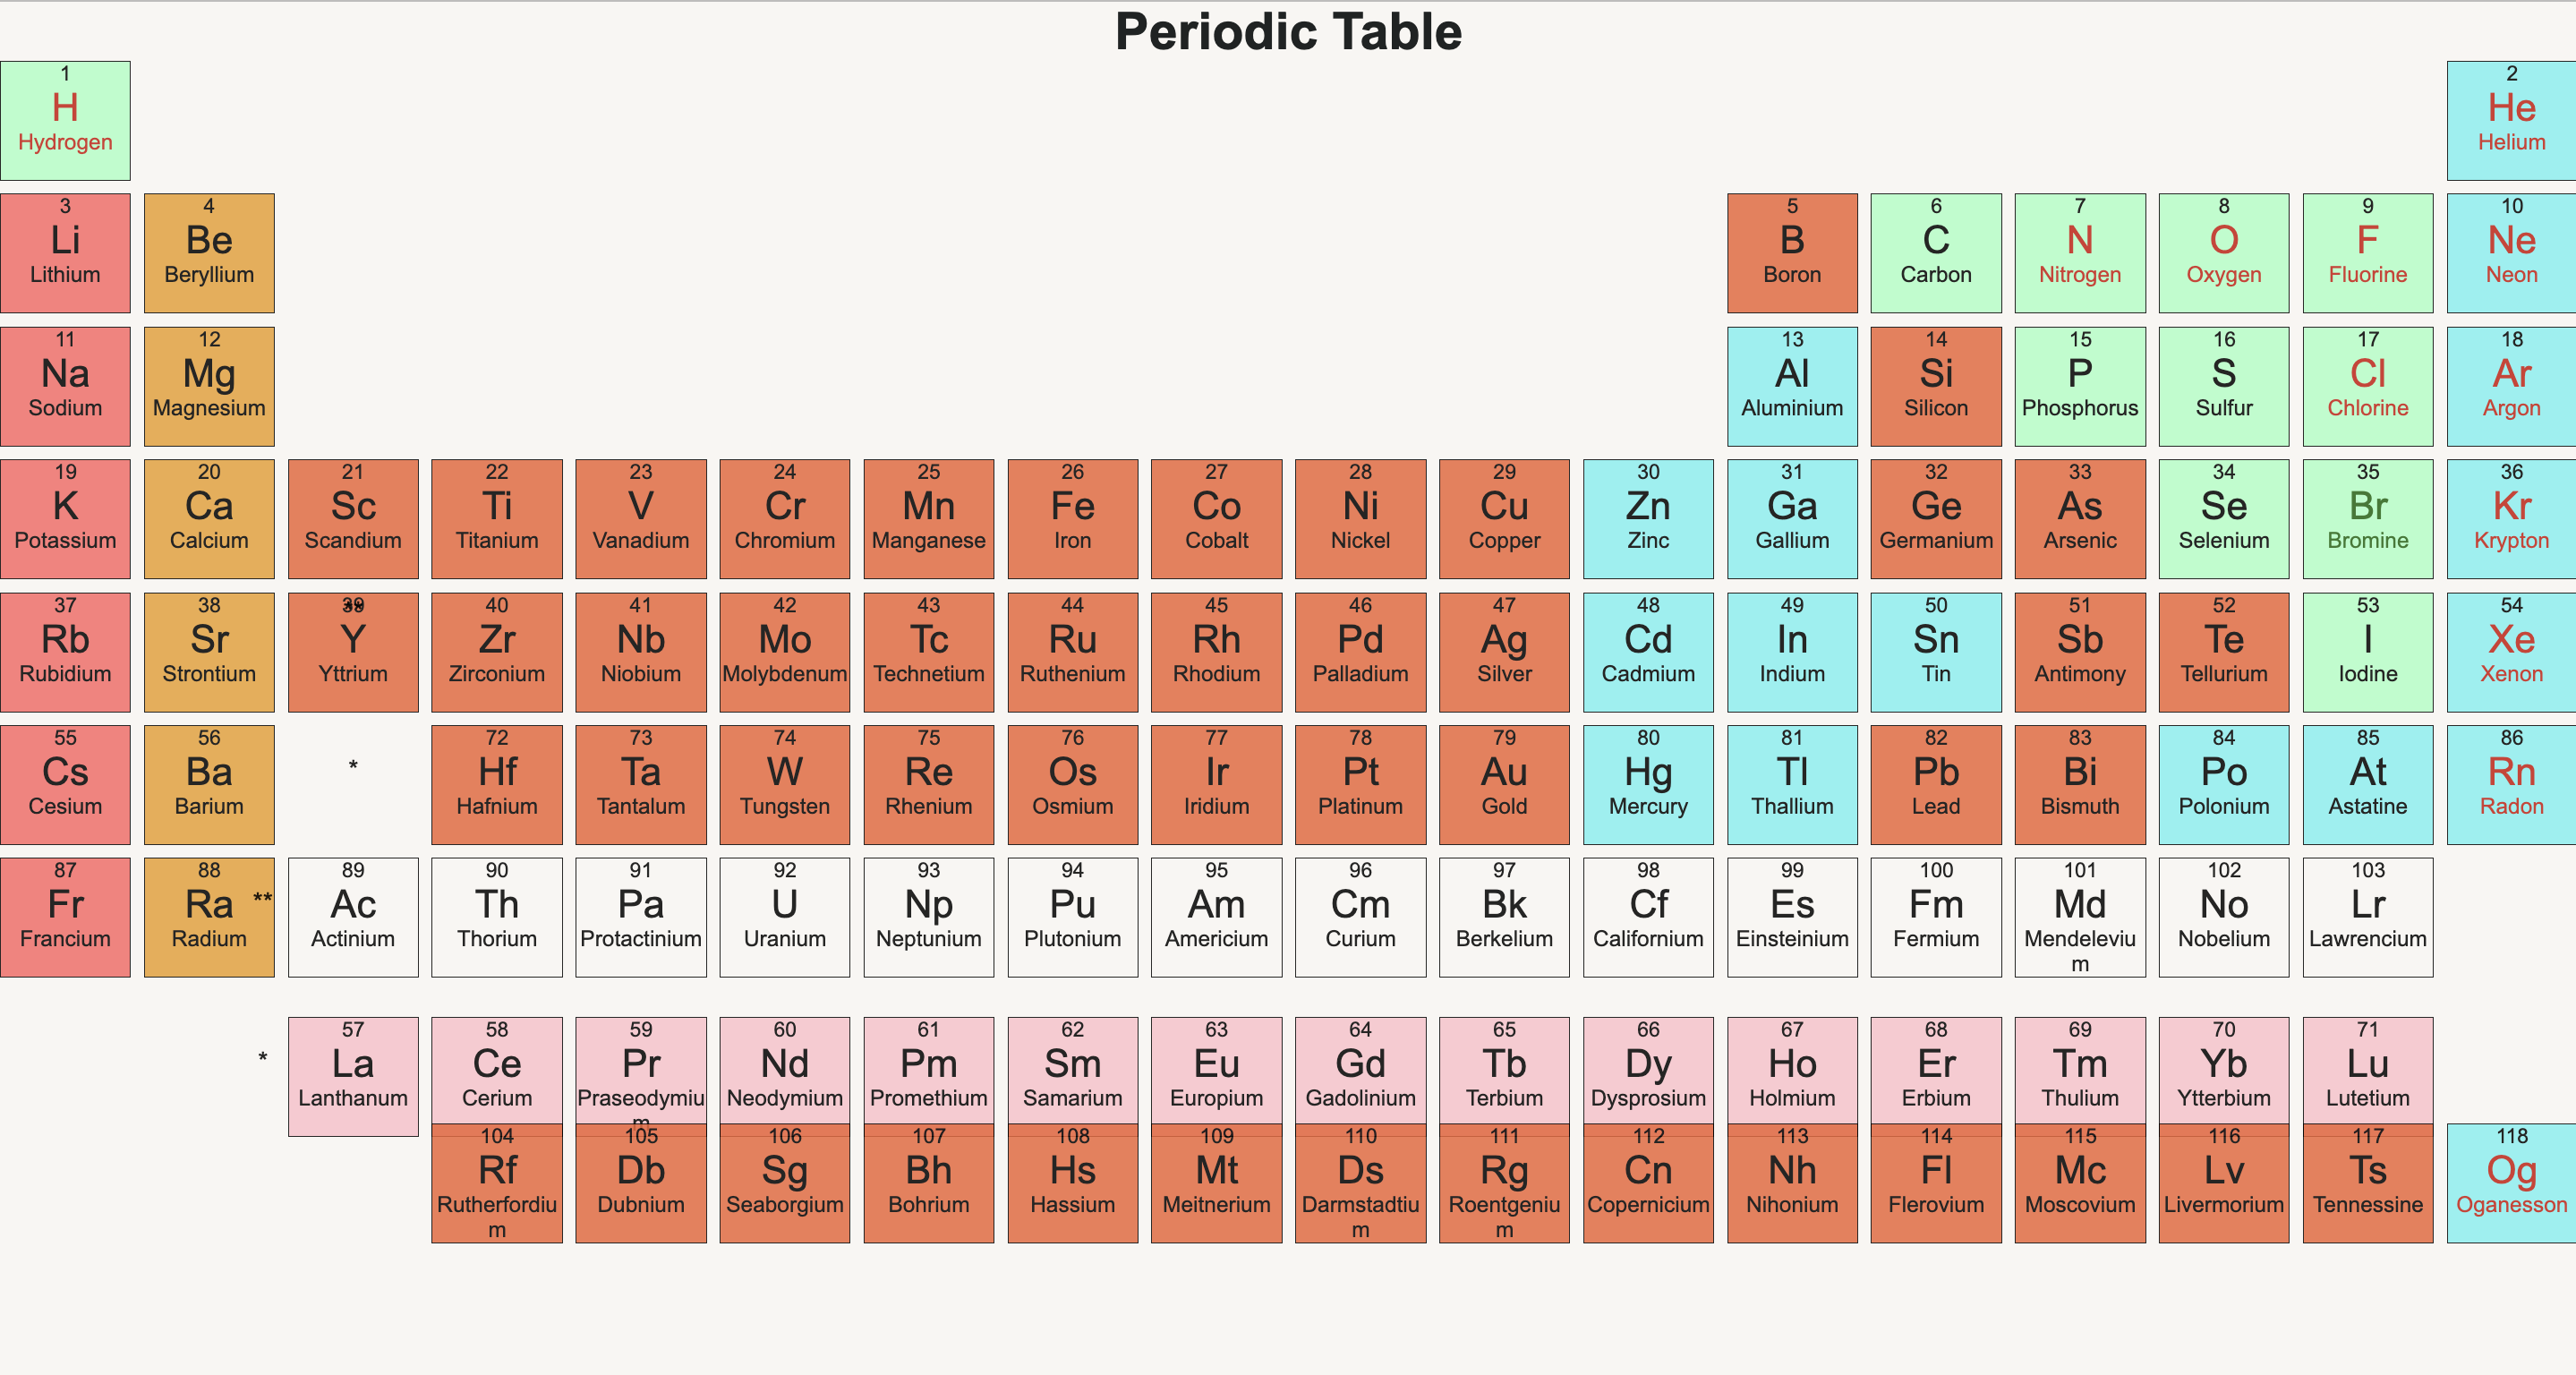 Periodic Table
1 2
H He
Hydrogen Helium
3 4 5 6 7 8 9 10
Li Be B C N O F Ne
Lithium Beryllium Boron Carbon Nitrogen Oxygen Fluorine Neon
11 12 13 14 15 16 17 18
Na Mg Al Si P S Cl Ar
Sodium Magnesium Aluminium Silicon Phosphorus Sulfur Chlorine Argon
19 20 21 22 23 24 25 26 27 28 29 30 31 32 33 34 35 36
K Ca Sc Ti V Cr Mn Fe Co Ni Cu Zn Ga Ge As Se Br Kr
Potassium Calcium Scandium Titanium Vanadium Chromium Manganese Iron Cobalt Nickel Copper Zinc Gallium Germanium Arsenic Selenium Bromine Krypton
37 38 39 ** 40 41 42 43 44 45 46 47 48 49 50 51 52 53 54
Rb Sr Y Zr Nb Mo Tc Ru Rh Pd Ag Cd In Sn Sb Te I Xe
Rubidium Strontium Yttrium Zirconium Niobium Molybdenum Technetium Ruthenium Rhodium Palladium Silver Cadmium Indium Tin Antimony Tellurium Iodine Xenon
55 56 72 73 74 75 76 77 78 79 80 81 82 83 84 85 86
Cs Ba * Hf Ta W Re Os Ir Pt Au Hg Tl Pb Bi Po At Rn
Cesium Barium Hafnium Tantalum Tungsten Rhenium Osmium Iridium Platinum Gold Mercury Thallium Lead Bismuth Polonium Astatine Radon
87 88 89 90 91 92 93 94 95 96 97 98 99 100 101 102 103
Fr Ra ** Ac Th Pa U Np Pu Am Cm Bk Cf Es Fm Md No Lr
Francium Radium Actinium Thorium Protactinium Uranium Neptunium Plutonium Americium Curium Berkelium Californium Einsteinium Fermium Mendeleviu Nobelium Lawrencium
m
57 58 59 60 61 62 63 64 65 66 67 68 69 70 71
* La Ce Pr Nd Pm Sm Eu Gd Tb Dy Ho Er Tm Yb Lu
Lanthanum Cerium Praseodymiu Neodymium Promethium Samarium Europium Gadolinium Terbium Dysprosium Holmium Erbium Thulium Ytterbium Lutetium
m
104 105 106 107 108 109 110 111 112 113 114 115 116 117 118
Rf Db Sg Bh Hs Mt Ds Rg Cn Nh Fl Mc Lv Ts Og
Rutherfordiu Dubnium Seaborgium Bohrium Hassium Meitnerium Darmstadtiu Roentgeniu Copernicium Nihonium Flerovium Moscovium Livermorium Tennessine Oganesson
m m m